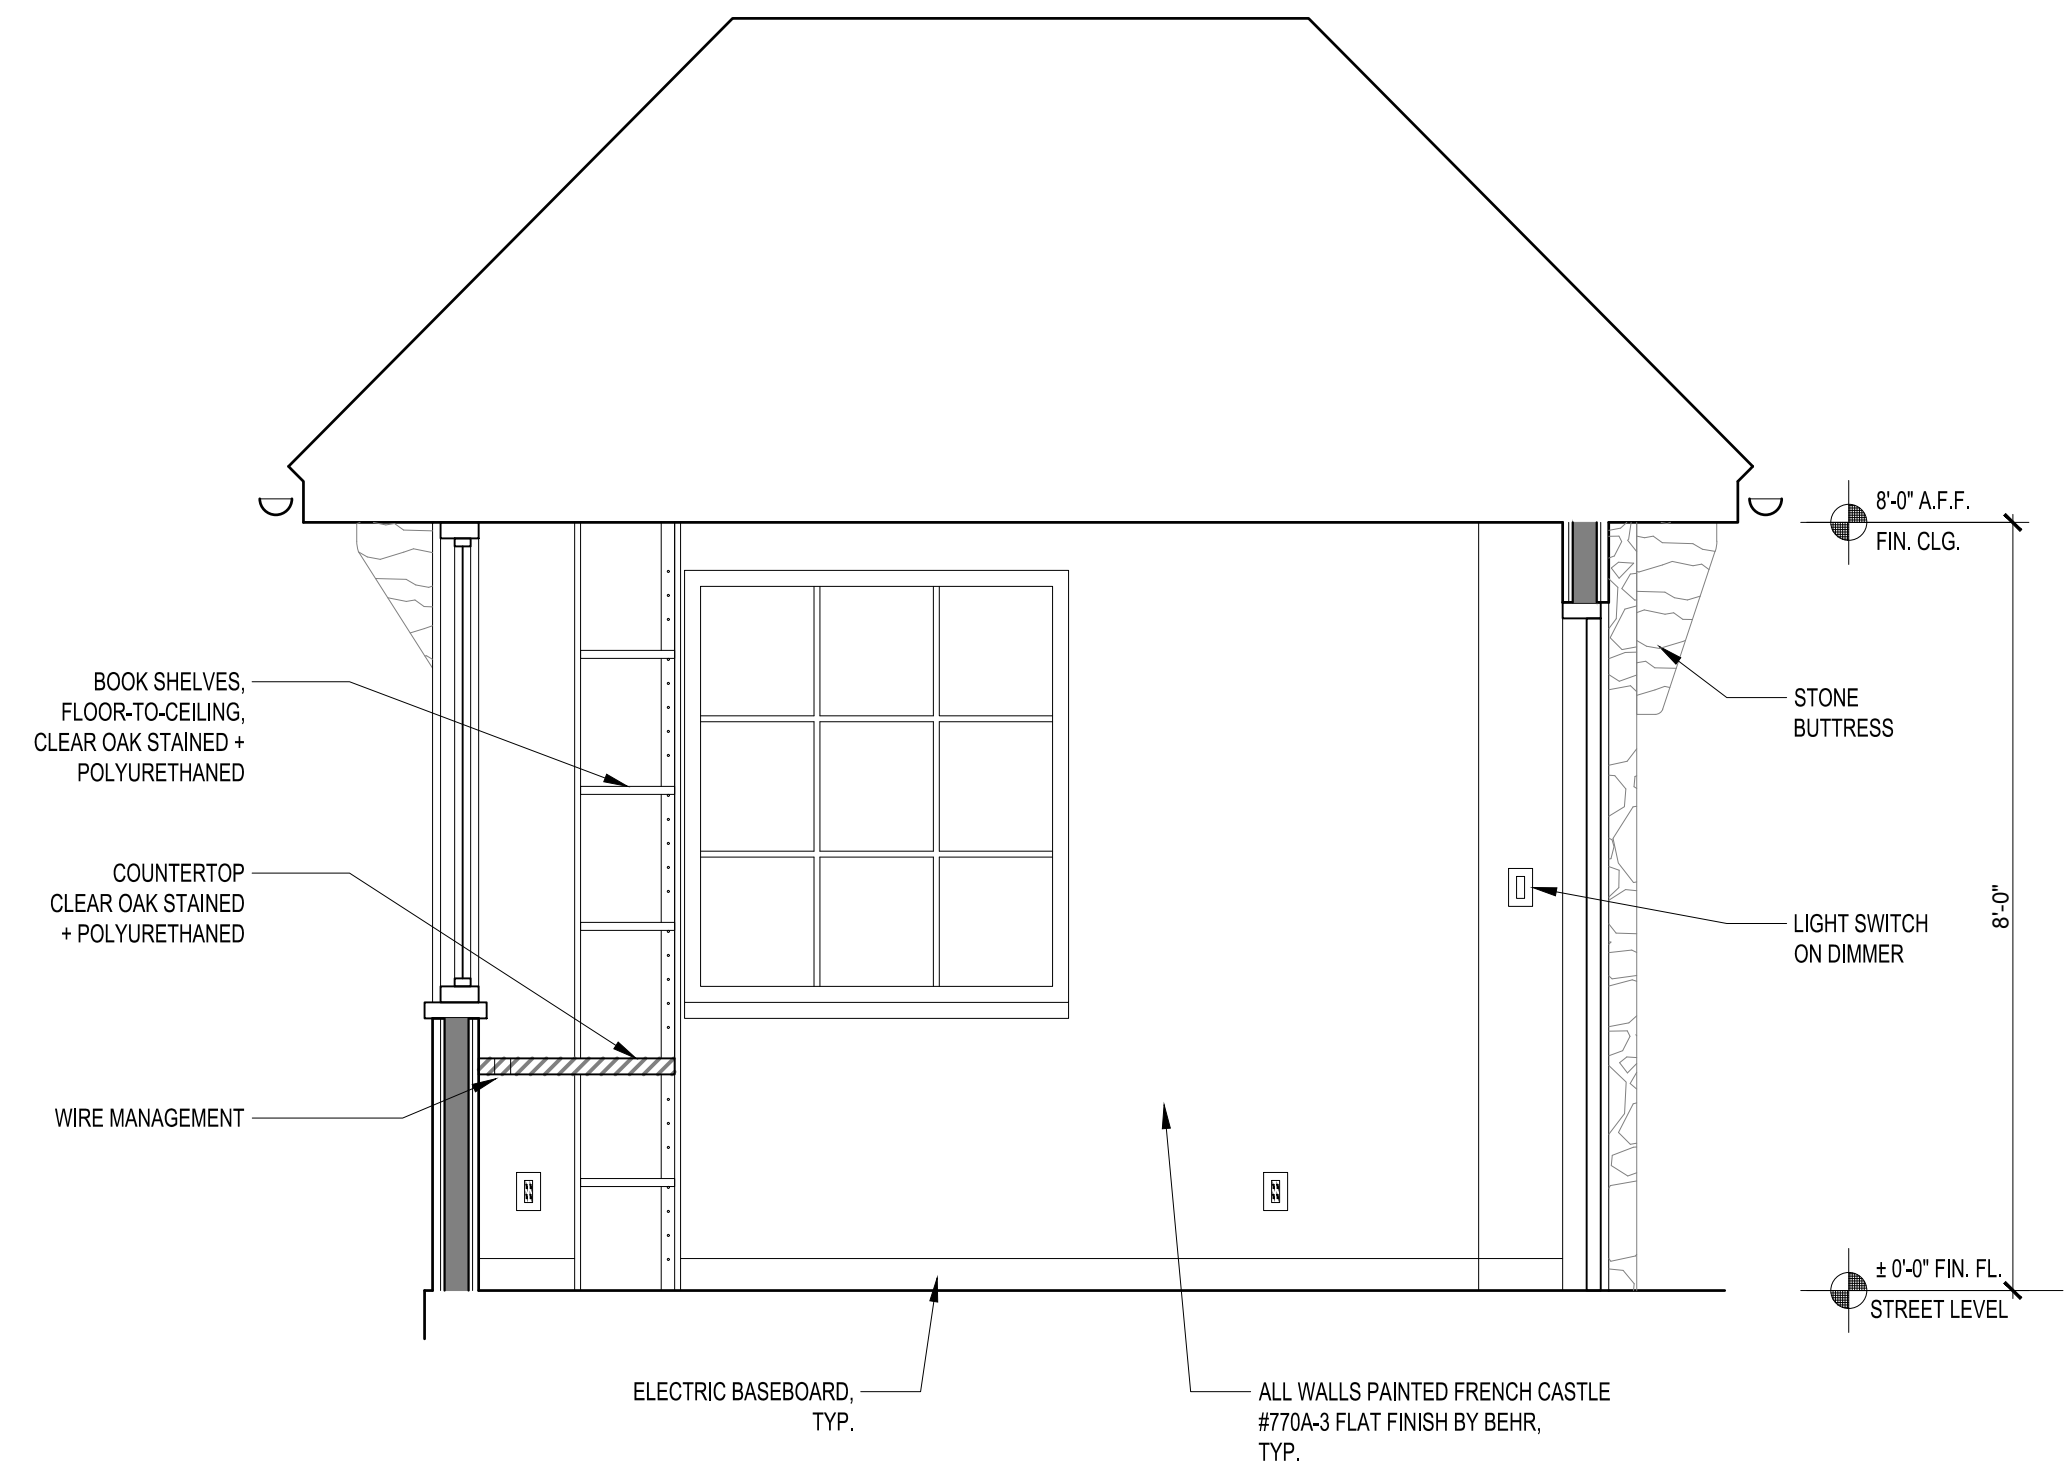 8'-0" A.F.F.
FIN. CLG.
BOOK SHELVES,
FLOOR-TO-CEILING,
CLEAR OAK STAINED +
POLYURETHANED
STONE
BUTTRESS
COUNTERTOP
CLEAR OAK STAINED
+ POLYURETHANED
LIGHT SWITCH
ON DIMMER
8'-0"
WIRE MANAGEMENT
± 0'-0" FIN. FL.
STREET LEVEL
ELECTRIC BASEBOARD,
TYP.
ALL WALLS PAINTED FRENCH CASTLE
#770A-3 FLAT FINISH BY BEHR,
TYP.